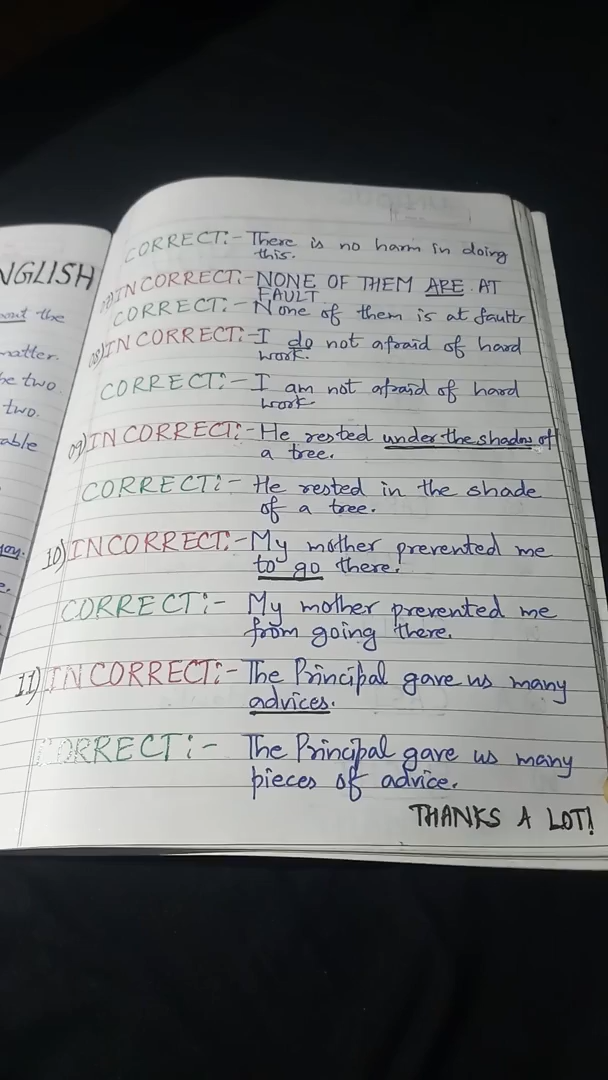 NGLISH
out the
matter.
he two
two.
able
you.
e.
CORRECT:- There is no harm in doing
this.
07) INCORRECT:- NONE OF THEM ARE AT
FAULT
CORRECT:- None of them is at fault
08) INCORRECT:- I do not afraid of hard
work.
CORRECT:- I am not afraid of hard
work
09) INCORRECT:- He rested under the shadow of
a tree.
CORRECT:- He rested in the shade
of a tree.
10) INCORRECT:- My mother prevented me
to go there.
CORRECT:- My mother prevented me
from going there.
11) INCORRECT:- The Principal gave us many
advices.
CORRECT:- The Principal gave us many
pieces of advice.
THANKS A LOT!